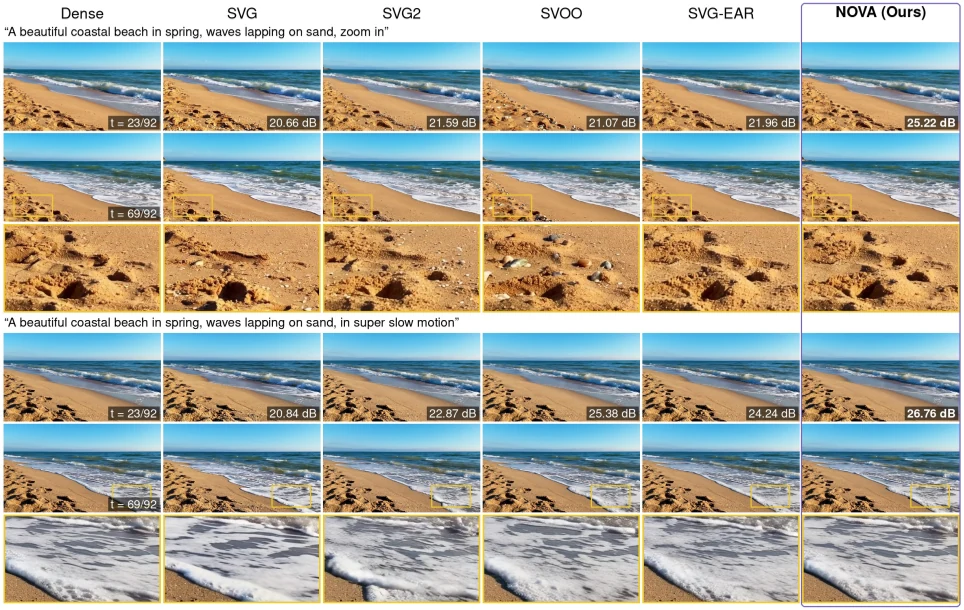 Dense SVG SVG2 SVOO SVG-EAR NOVA (Ours)
“A beautiful coastal beach in spring, waves lapping on sand, zoom in”
t = 23/92 20.66 dB 21.59 dB 21.07 dB 21.96 dB 25.22 dB
t = 69/92
“A beautiful coastal beach in spring, waves lapping on sand, in super slow motion”
t = 23/92 20.84 dB 22.87 dB 25.38 dB 24.24 dB 26.76 dB
t = 69/92